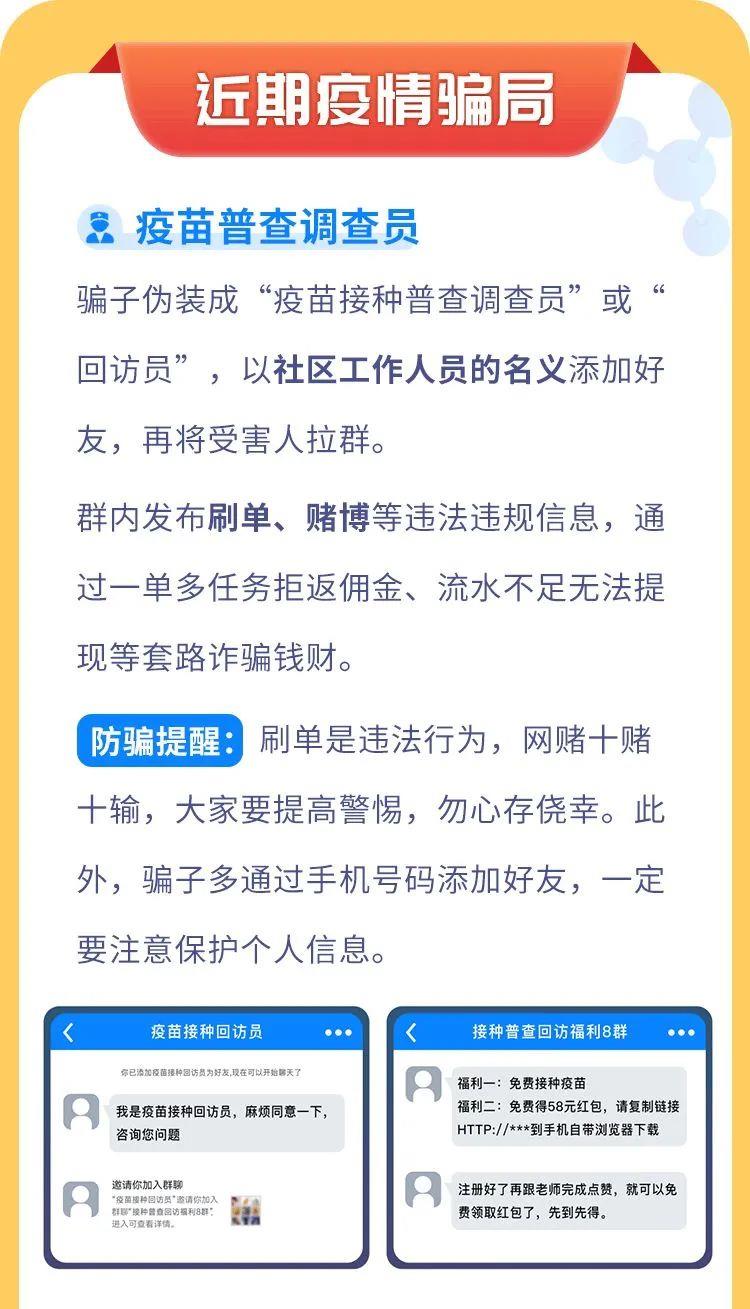 近期疫情骗局
疫苗普查调查员
骗子伪装成“疫苗接种普查调查员”或“
回访员”，以社区工作人员的名义添加好
友，再将受害人拉群。
群内发布刷单、赌博等违法违规信息，通
过一单多任务拒返佣金、流水不足无法提
现等套路诈骗钱财。
防骗提醒：刷单是违法行为，网赌十赌
十输，大家要提高警惕，勿心存侥幸。此
外，骗子多通过手机号码添加好友，一定
要注意保护个人信息。
疫苗接种回访员
你已添加疫苗接种回访员为好友,现在可以开始聊天了
我是疫苗接种回访员，麻烦同意一下，
咨询您问题
邀请你加入群聊
“疫苗接种回访员”邀请你加入
群聊“接种普查回访福利8群”,
进入可查看详情。
接种普查回访福利8群
福利一：免费接种疫苗
福利二：免费得58元红包，请复制链接
HTTP://***到手机自带浏览器下载
注册好了再跟老师完成点赞，就可以免
费领取红包了，先到先得。